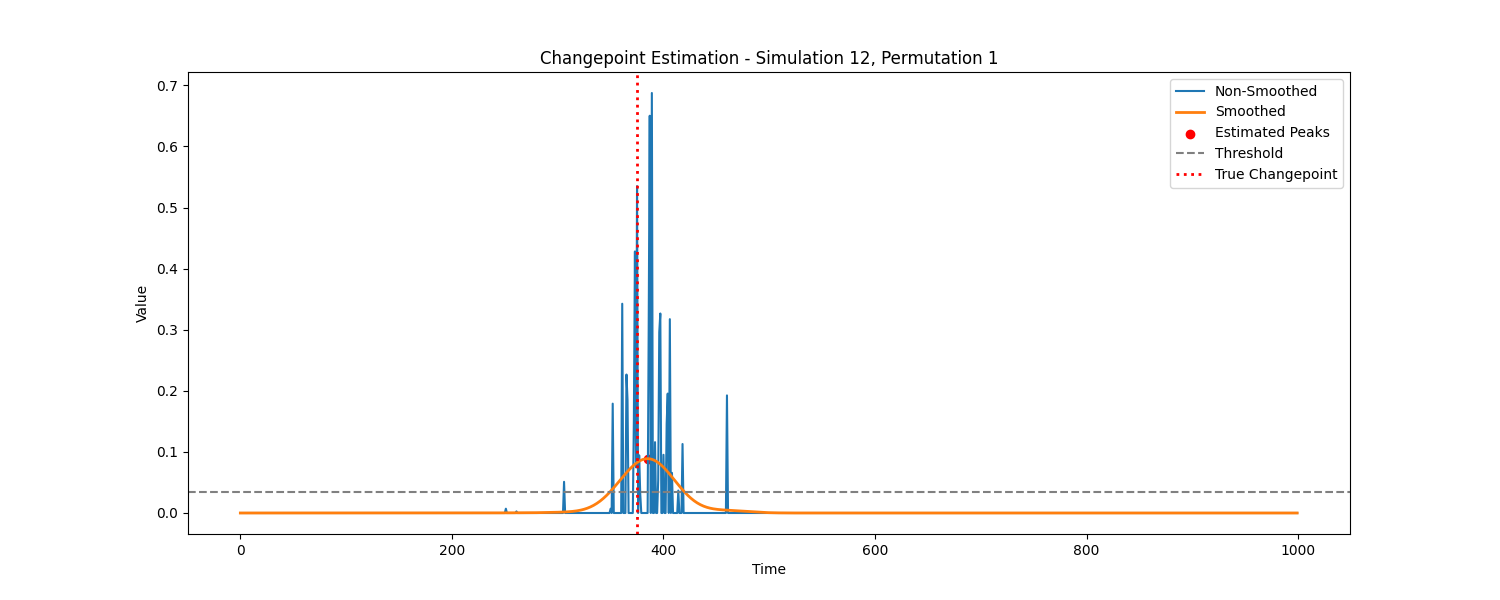 Changepoint Estimation - Simulation 12, Permutation 1
0.7
0.6
0.5
0.4
0.3
0.2
0.1
0.0
Value
Non-Smoothed
Smoothed
Estimated Peaks
Threshold
True Changepoint
0
200
400
600
800
1000
Time